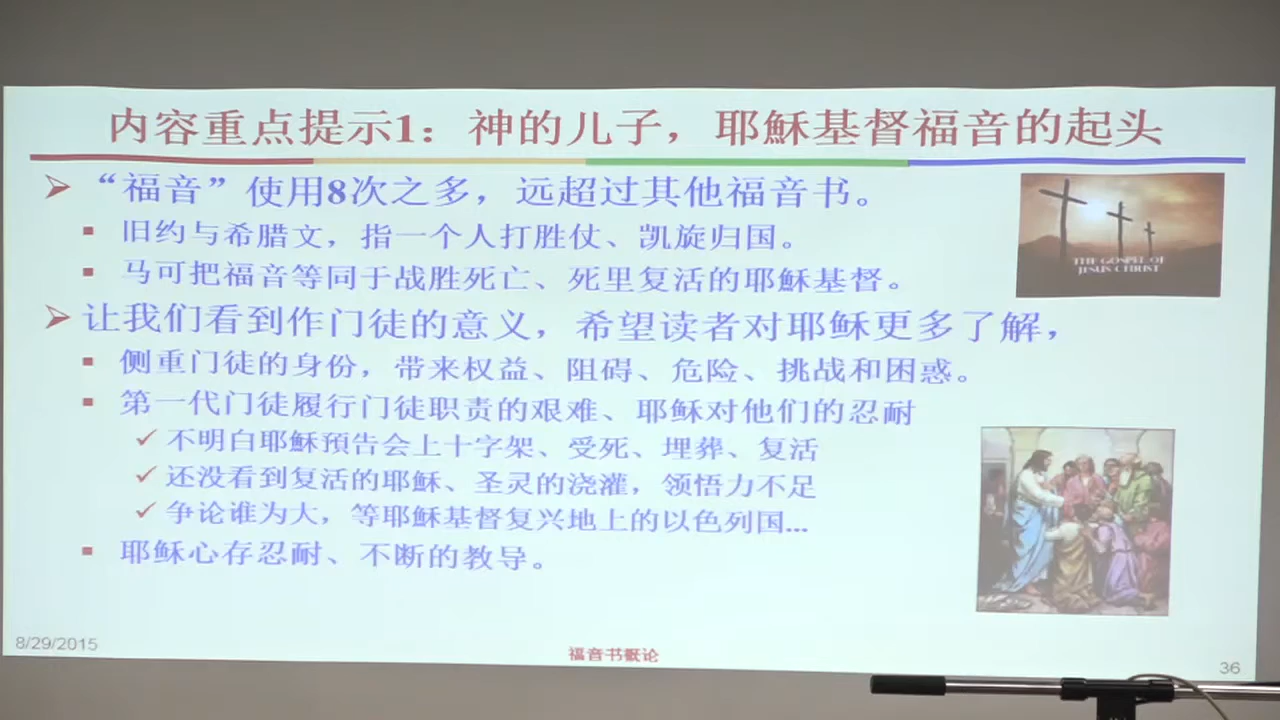 内容重点提示1：神的儿子，耶稣基督福音的起头
“福音”使用8次之多，远超过其他福音书。
旧约与希腊文，指一个人打胜仗、凯旋归国。
马可把福音等同于战胜死亡、死里复活的耶稣基督。
THE GOSPEL OF
JESUS CHRIST
让我们看到作门徒的意义，希望读者对耶稣更多了解，
侧重门徒的身份，带来权益、阻碍、危险、挑战和困惑。
第一代门徒履行门徒职责的艰难、耶稣对他们的忍耐
不明白耶稣預告会上十字架、受死、埋葬、复活
还没看到复活的耶稣、圣灵的浇灌，领悟力不足
争论谁为大，等耶稣基督复兴地上的以色列国...
耶稣心存忍耐、不断的教导。
8/29/2015
福音书概论
36